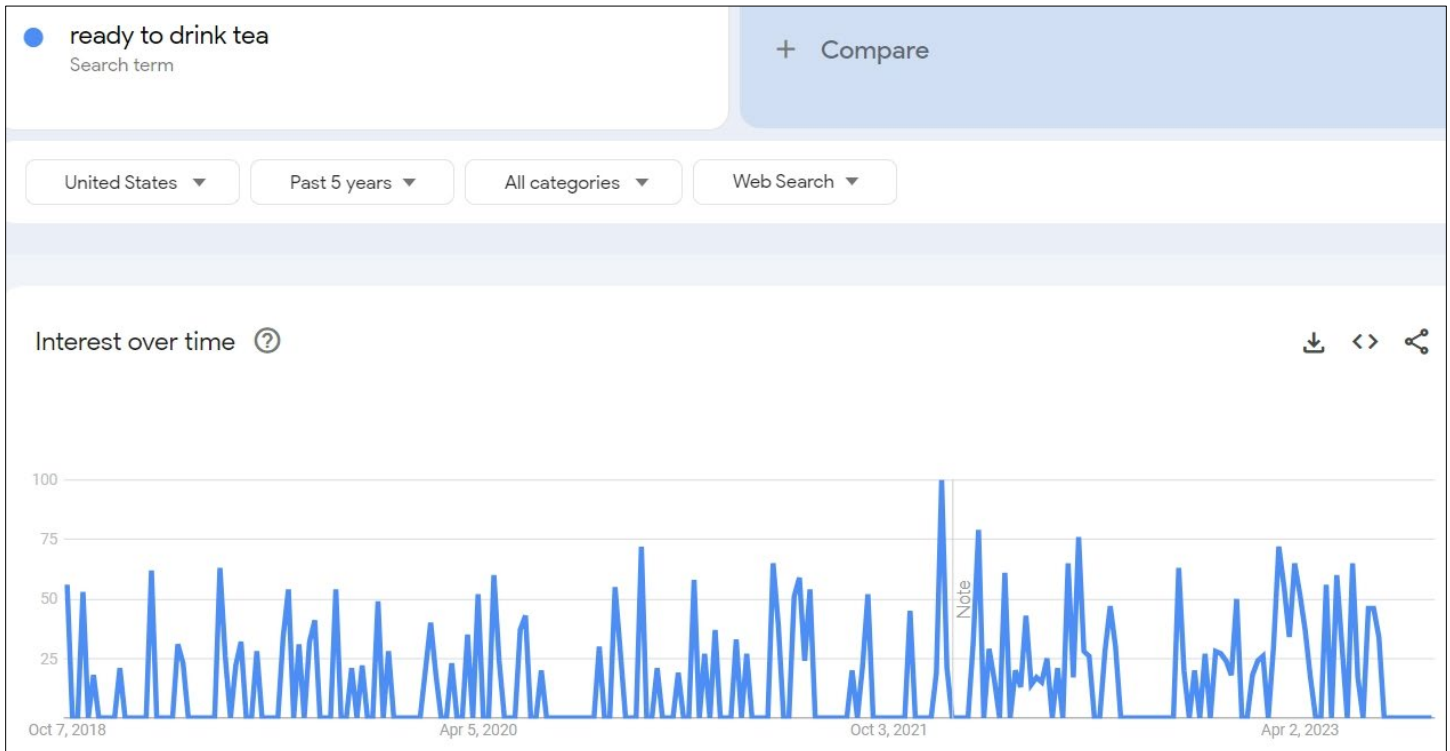 ready to drink tea
Search term
+ Compare
United States
Past 5 years
All categories
Web Search
Interest over time ?
100
75
50
25
Note
Oct 7, 2018
Apr 5, 2020
Oct 3, 2021
Apr 2, 2023